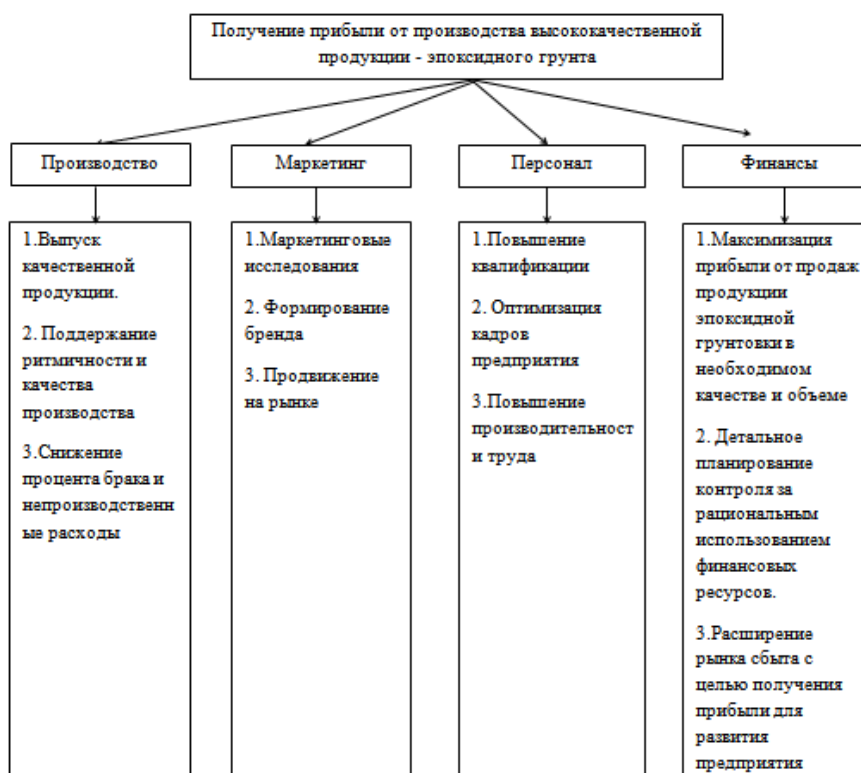 Получение прибыли от производства высококачественной
продукции - эпоксидного грунта
Производство
Маркетинг
Персонал
Финансы
1.Выпуск
качественной
продукции.
2. Поддержание
ритмичности и
качества
производства
3.Снижение
процента брака и
непроизводственн
ые расходы
1.Маркетинговые
исследования
2. Формирование
бренда
3. Продвижение
на рынке
1.Повышение
квалификации
2. Оптимизация
кадров
предприятия
3.Повышение
производительност
и труда
1.Максимизация
прибыли от продаж
продукции
эпоксидной
грунтовки в
необходимом
качестве и объеме
2. Детальное
планирование
контроля за
рациональным
использованием
финансовых
ресурсов.
3.Расширение
рынка сбыта с
целью получения
прибыли для
развития
предприятия